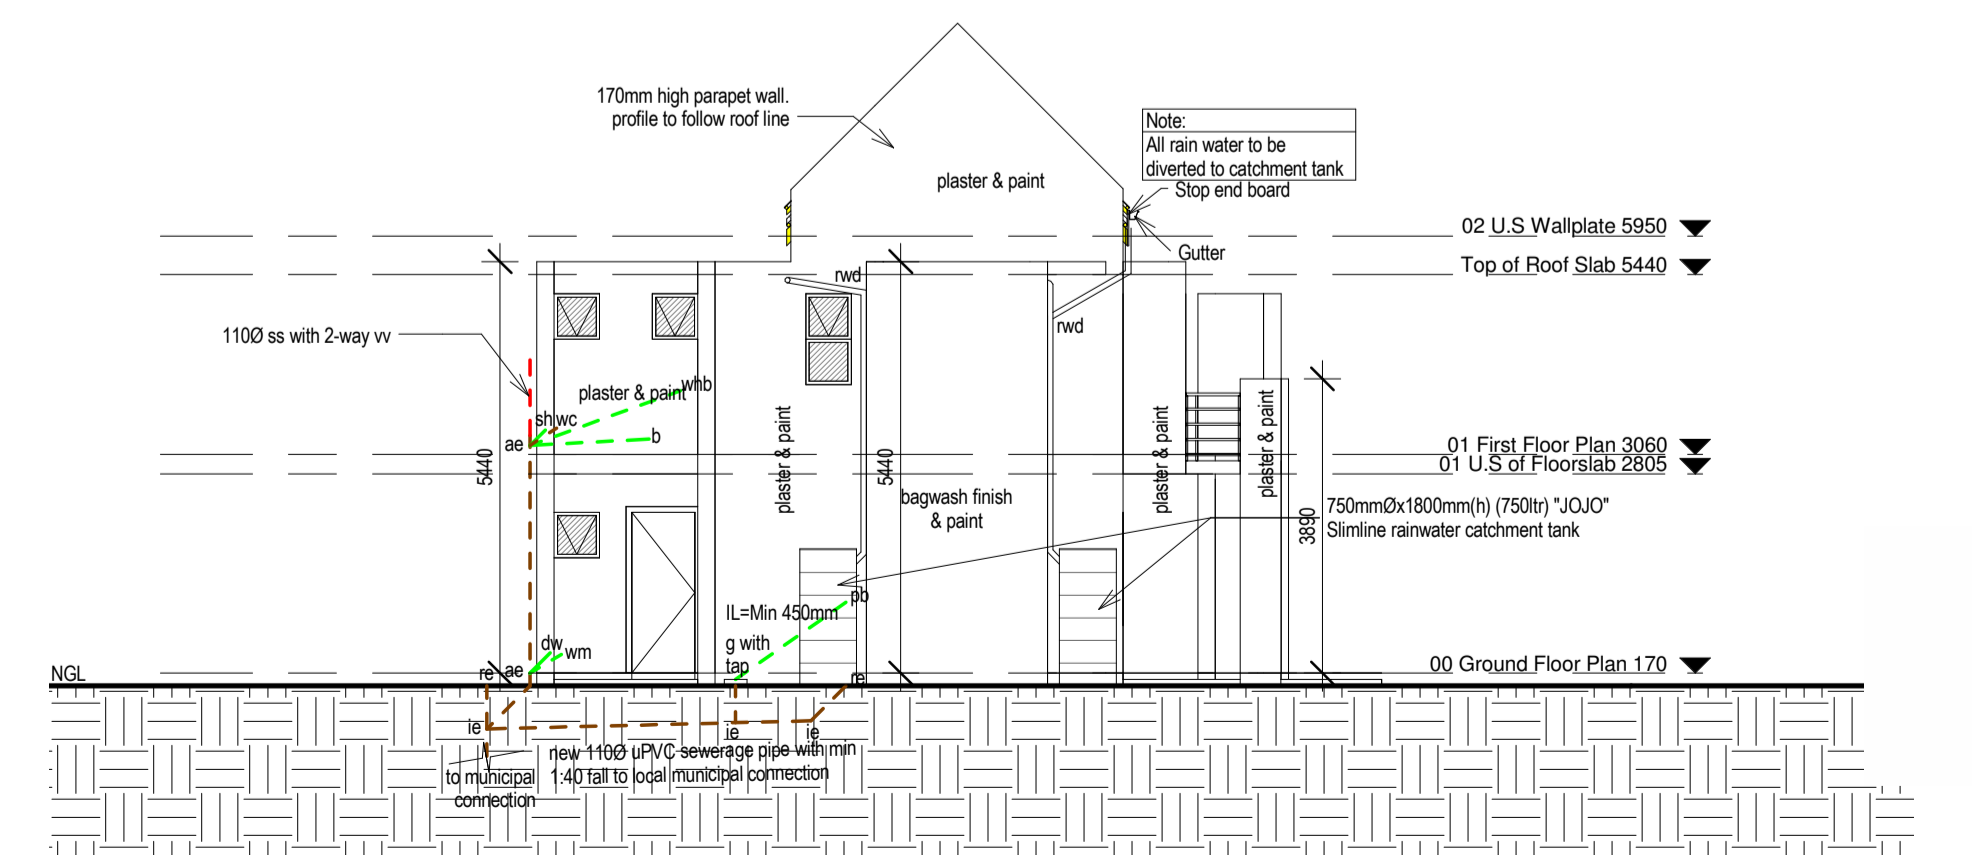 170mm high parapet wall.
profile to follow roof line
plaster & paint
Note:
All rain water to be
diverted to catchment tank
Stop end board
Gutter
02 U.S Wallplate 5950
Top of Roof Slab 5440
rwd
rwd
110Ø ss with 2-way vv
plaster & paint
whb
sh wc
b
ae
5440
plaster & paint
5440
bagwash finish
& paint
plaster & paint
plaster & paint
01 First Floor Plan 3060
01 U.S of Floorslab 2805
750mmØx1800mm(h) (750ltr) "JOJO"
Slimline rainwater catchment tank
3890
pb
IL=Min 450mm
g with
tap
dw
wm
re
ae
re
NGL
00 Ground Floor Plan 170
ie
ie
ie
new 110Ø uPVC sewerage pipe with min
1:40 fall to local municipal connection
to municipal
connection